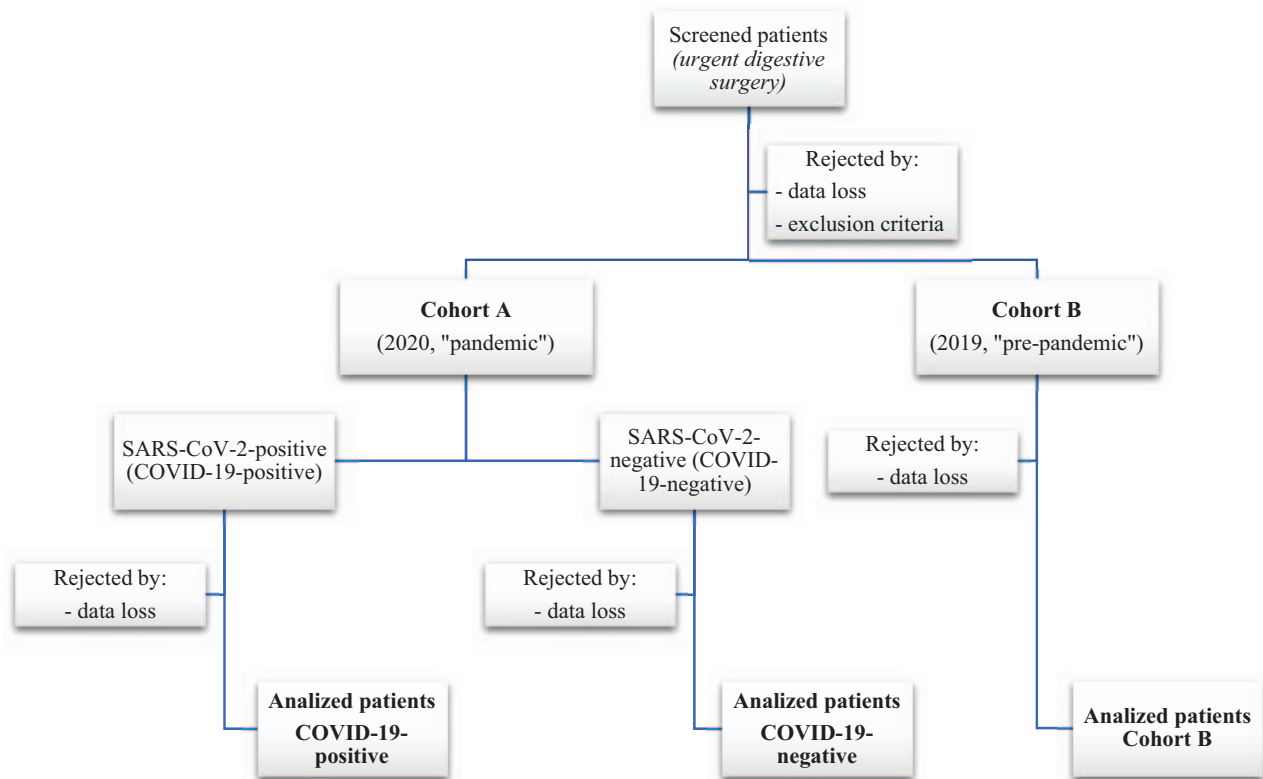 Screened patients
(urgent digestive
surgery)
Rejected by:
- data loss
- exclusion criteria
Cohort A
(2020, "pandemic")
Cohort B
(2019, "pre-pandemic")
SARS-CoV-2-positive
(COVID-19-positive)
SARS-CoV-2-
negative (COVID-
19-negative)
Rejected by:
- data loss
Rejected by:
- data loss
Rejected by:
- data loss
Analized patients
COVID-19-
positive
Analized patients
COVID-19-
negative
Analized patients
Cohort B